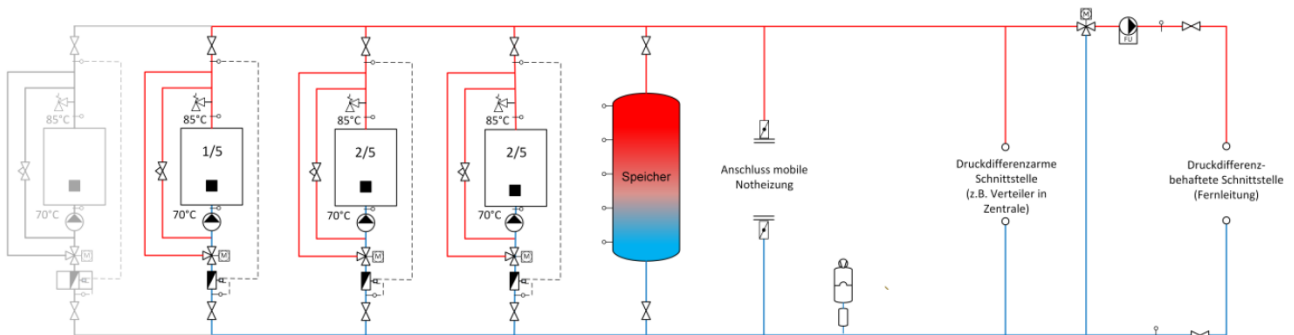 M
FU
85°C
85°C
85°C
85°C
1/5
2/5
2/5
Speicher
Anschluss mobile
Notheizung
Druckdifferenzarme
Schnittstelle
(z.B. Verteiler in
Zentrale)
Druckdifferenz-
behaftete Schnittstelle
(Fernleitung)
70°C
70°C
70°C
70°C
M
M
M
M
A
A
A
A